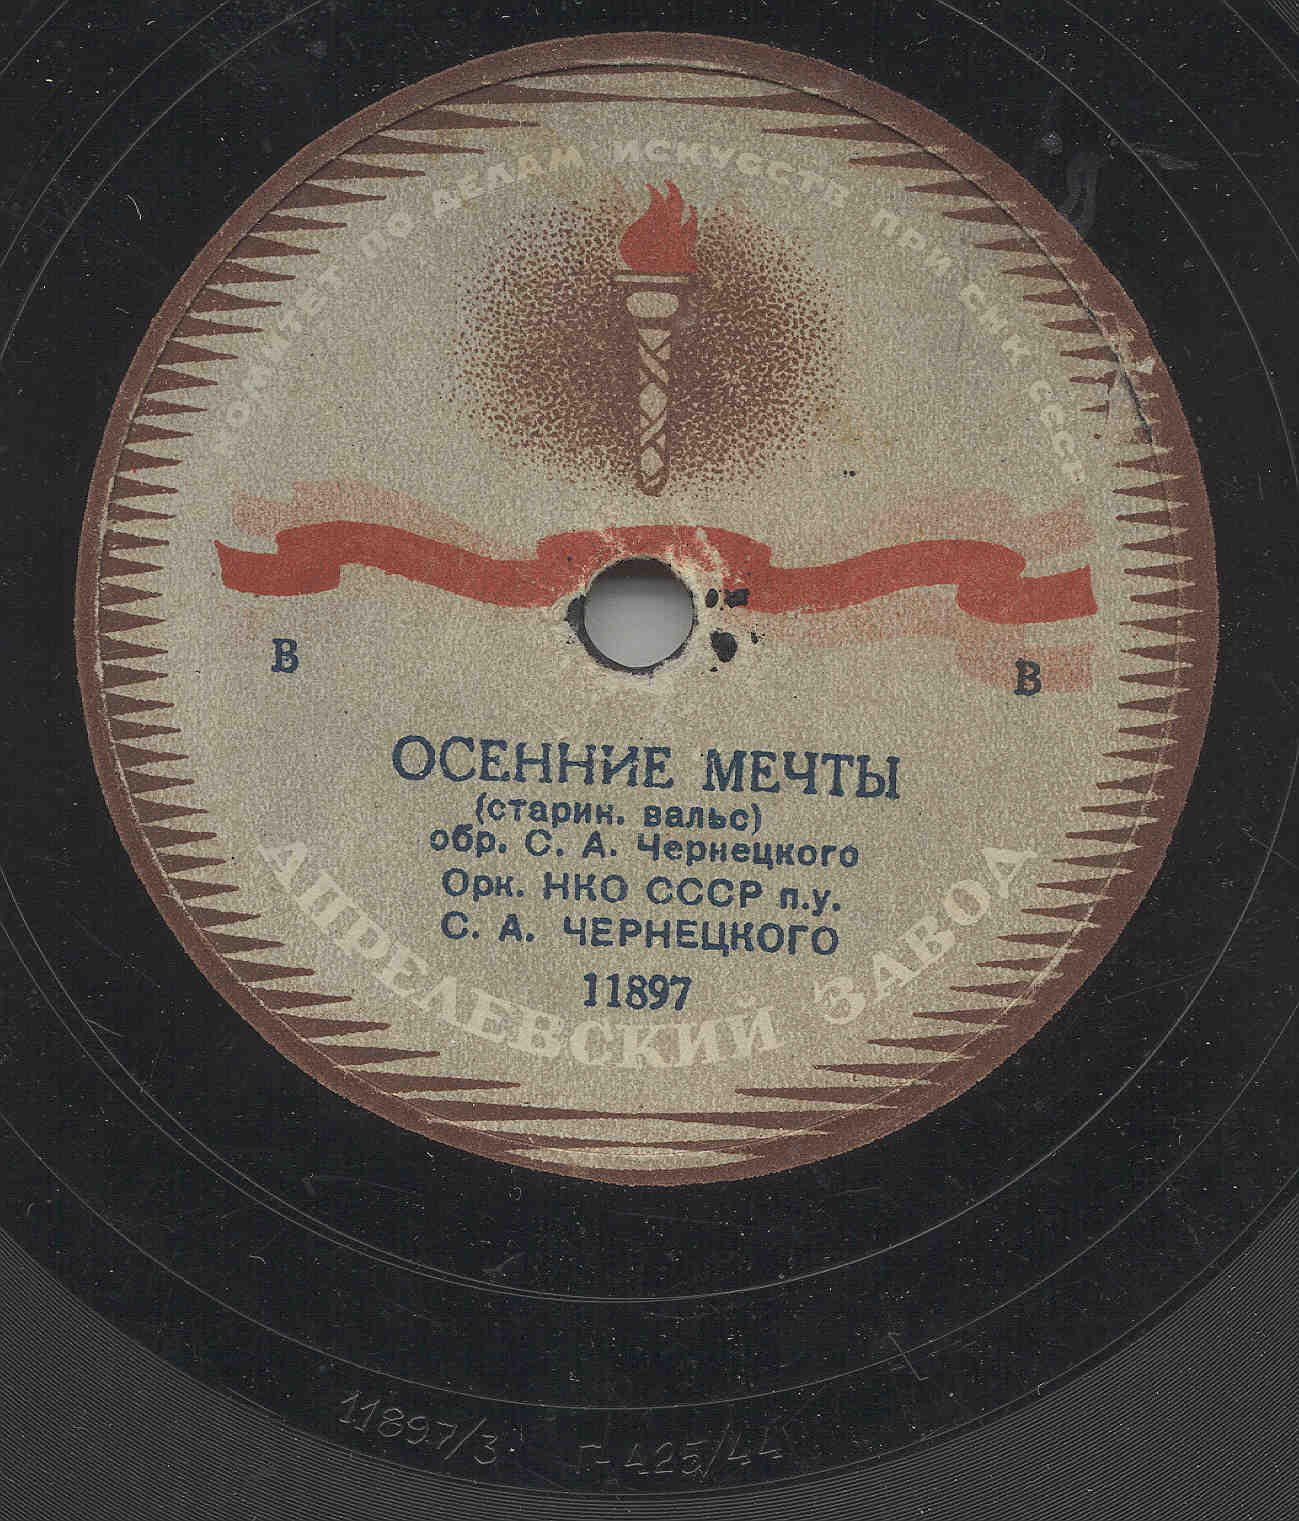 КОМИТЕТ ПО ДЕЛАМ ИСКУССТВ ПРИ СНК СССР
В В
ОСЕННИЕ МЕЧТЫ
(старин. вальс)
обр. С. А. Чернецкого
Орк. НКО СССР п.у.
С. А. ЧЕРНЕЦКОГО
11897
АПРЕЛЕВСКИЙ ЗАВОД
11897/3 Г-425/44